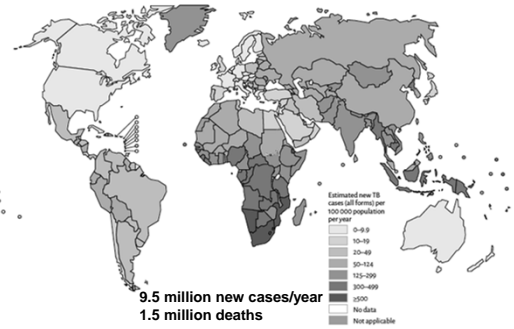 Estimated new TB
cases (all forms) per
100 000 population
per year
0–9.9
10–19
20–49
50–124
125–299
300–499
≥500
No data
Not applicable
9.5 million new cases/year
1.5 million deaths